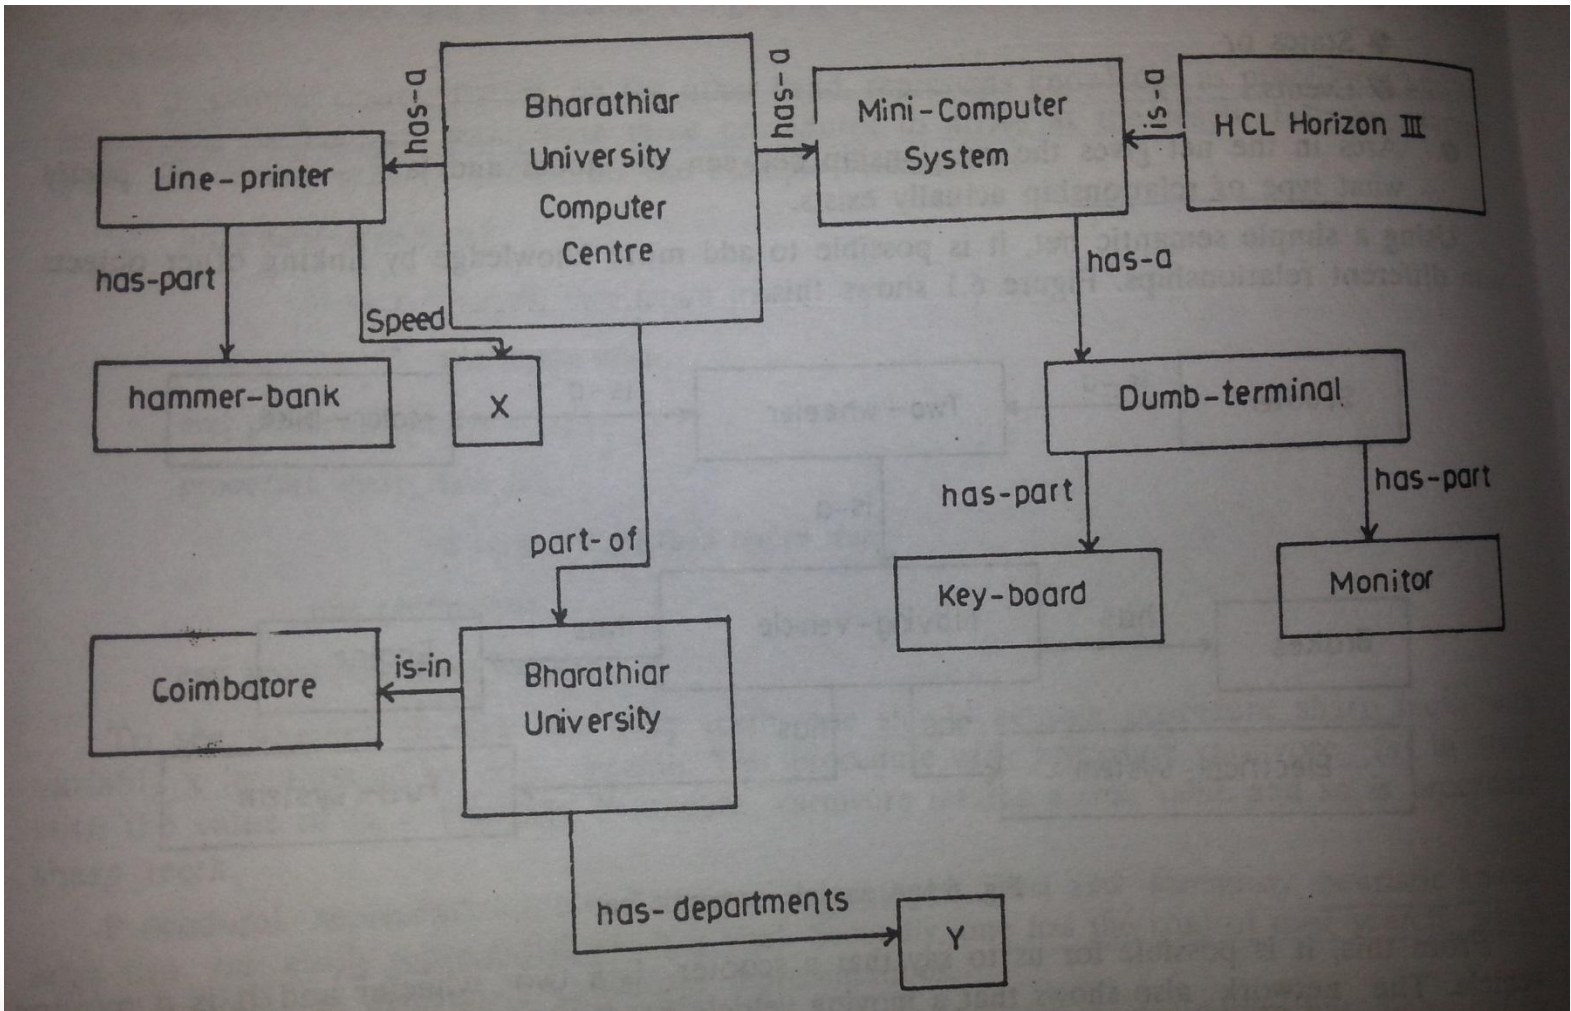 has-a
Bharathiar
University
Computer
Centre
has-a
Mini-Computer
System
is-a
HCL Horizon III
Line-printer
has-part
Speed
has-a
hammer-bank
X
Dumb-terminal
has-part
has-part
part-of
Key-board
Monitor
Coimbatore
is-in
Bharathiar
University
has-departments
Y